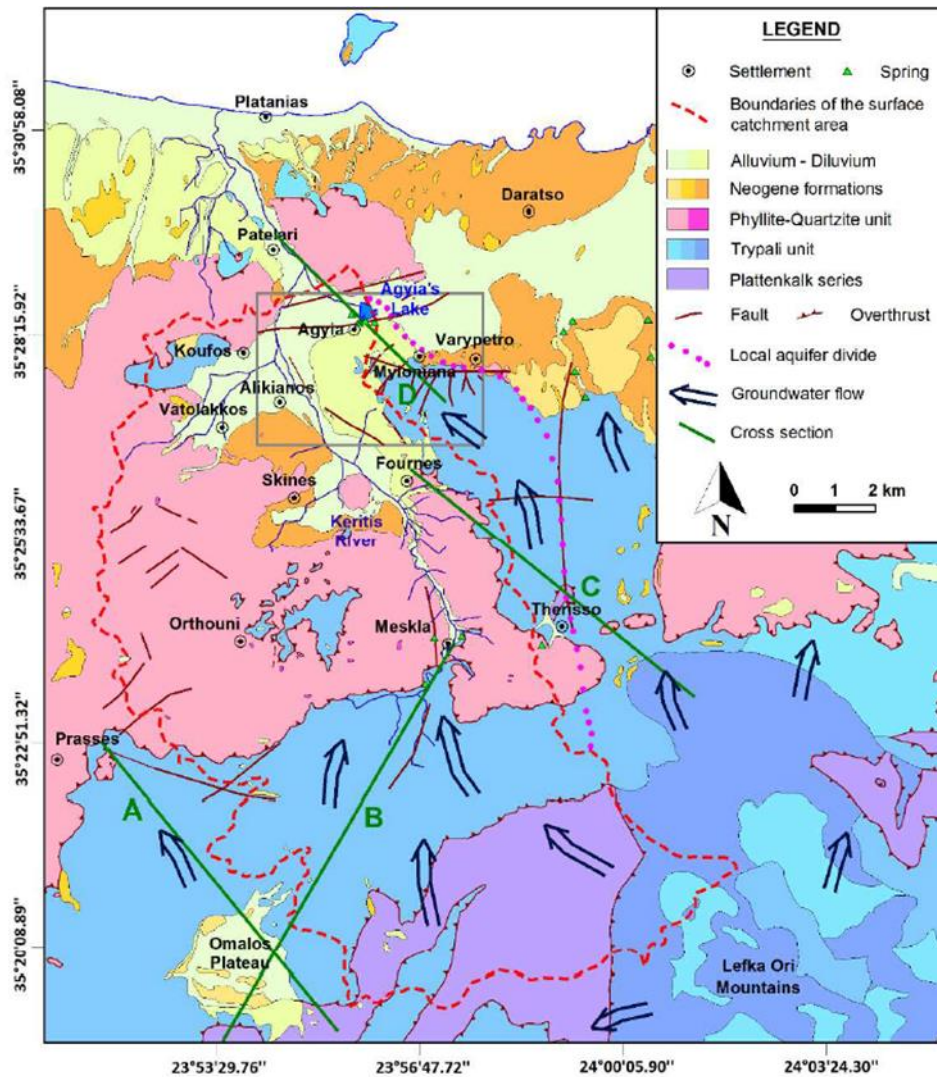 LEGEND
Settlement
Spring
Boundaries of the surface
catchment area
Alluvium - Diluvium
Neogene formations
Phyllite-Quartzite unit
Trypali unit
Plattenkalk series
Fault
Overthrust
Local aquifer divide
Groundwater flow
Cross section
N
0 1 2 km
35°30'58.08"
35°28'15.92"
35°25'33.67"
35°22'51.32"
35°20'08.89"
Platanias
Daratso
Patelari
Agyia's
Lake
Agyia
Koufos
Varypetro
Myloniana
D
Alikianos
Vatolakkos
Fournes
Skines
Keritis
River
C
Therisso
Orthouni
Meskla
Prasses
A
B
Omalos
Plateau
Lefka Ori
Mountains
23°53'29.76"
23°56'47.72"
24°00'05.90"
24°03'24.30"